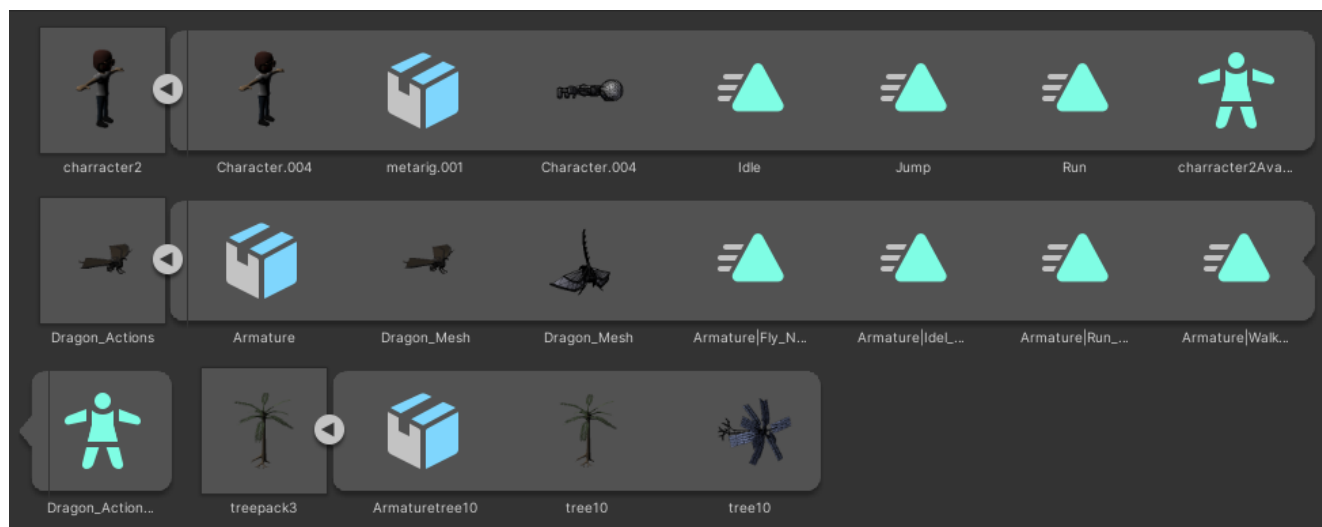 charracter2 Character.004 metarig.001 Character.004 Idle Jump Run charracter2Ava...
Dragon_Actions Armature Dragon_Mesh Dragon_Mesh Armature|Fly_N... Armature|Idel_... Armature|Run_... Armature|Walk...
Dragon_Action... treepack3 Armaturetree10 tree10 tree10